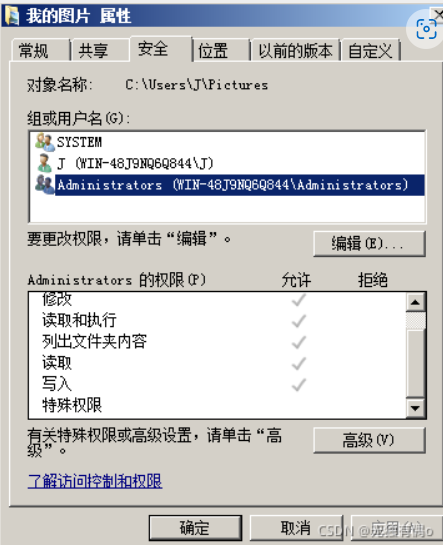 我的图片 属性
常规 共享 安全 位置 以前的版本 自定义
对象名称: C:\Users\J\Pictures
组或用户名(G):
SYSTEM
J (WIN-48J9NQ6Q844\J)
Administrators (WIN-48J9NQ6Q844\Administrators)
要更改权限，请单击“编辑”。 编辑(E)...
Administrators 的权限(P) 允许 拒绝
修改
读取和执行
列出文件夹内容
读取
写入
特殊权限
有关特殊权限或高级设置，请单击“高
级”。 高级(V)
了解访问控制和权限
确定 取消 应用(A)
CSDN